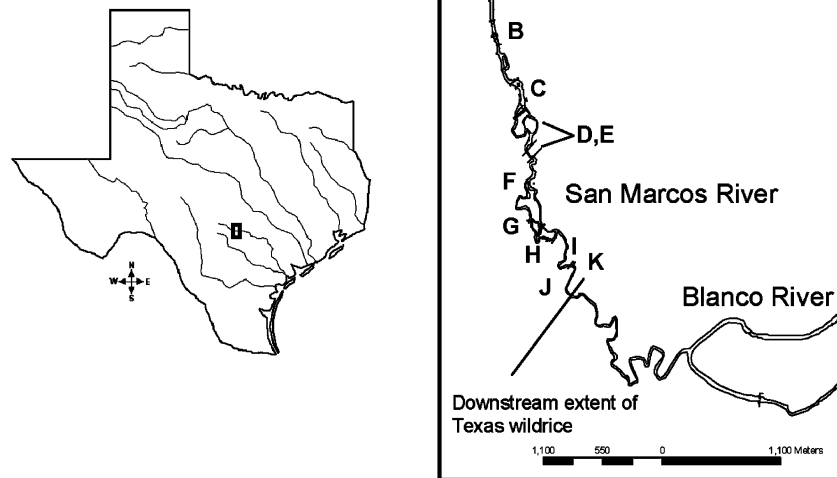 N
W E
S
B
C
D,E
F
San Marcos River
G
H
I
K
J
Blanco River
Downstream extent of
Texas wildrice
1,100 550 0 1,100 Meters